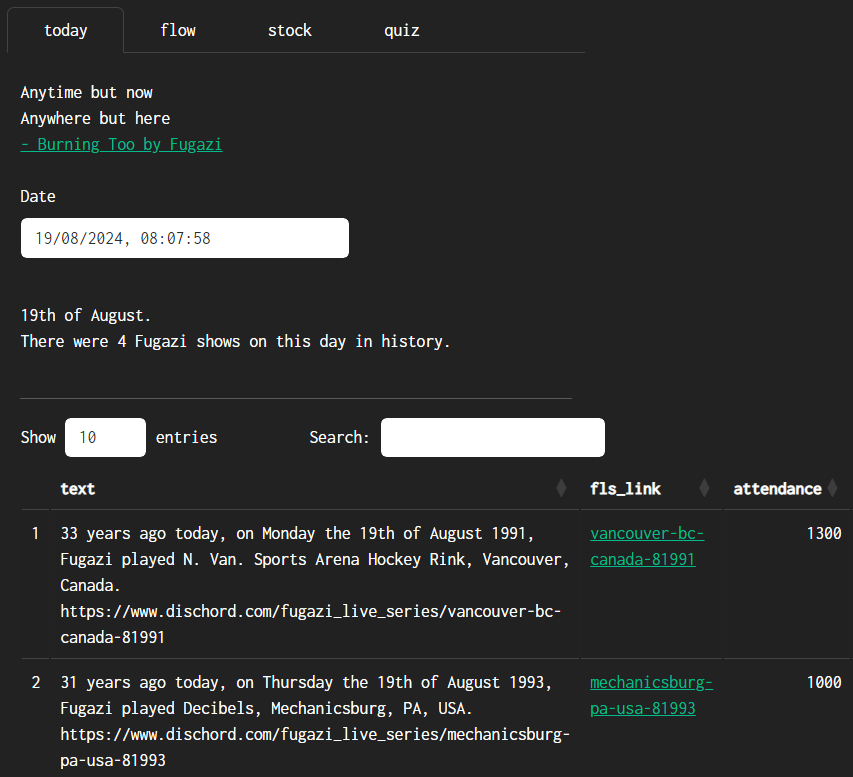 today flow stock quiz
Anytime but now
Anywhere but here
- Burning Too by Fugazi
Date
19/08/2024, 08:07:58
19th of August.
There were 4 Fugazi shows on this day in history.
Show 10 entries Search:
text fls_link attendance
1 33 years ago today, on Monday the 19th of August 1991, vancouver-bc- 1300
Fugazi played N. Van. Sports Arena Hockey Rink, Vancouver, canada-81991
Canada.
https://www.dischord.com/fugazi_live_series/vancouver-bc-
canada-81991
2 31 years ago today, on Thursday the 19th of August 1993, mechanicsburg- 1000
Fugazi played Decibels, Mechanicsburg, PA, USA. pa-usa-81993
https://www.dischord.com/fugazi_live_series/mechanicsburg-
pa-usa-81993